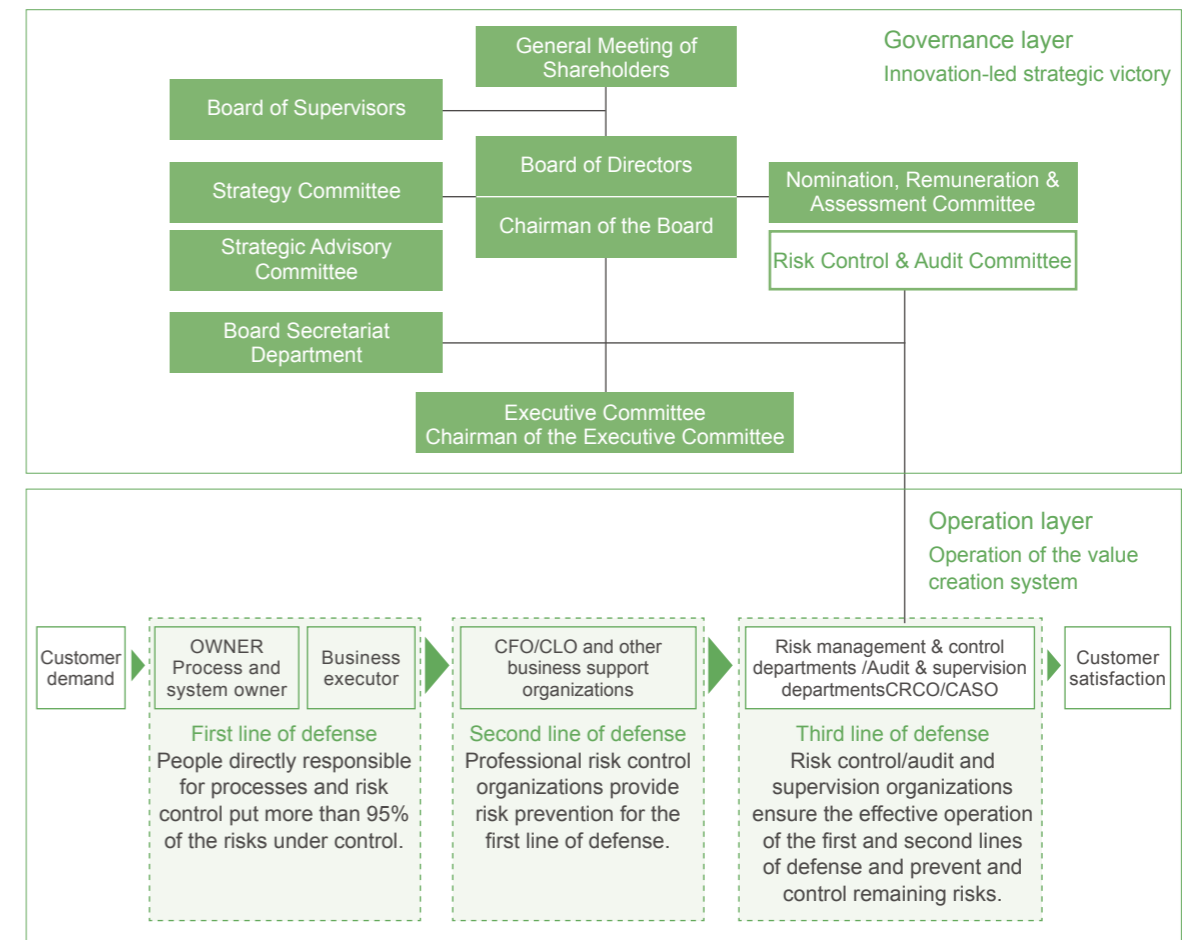 General Meeting of
Shareholders
Governance layer
Innovation-led strategic victory
Board of Supervisors
Board of Directors
Strategy Committee
Nomination, Remuneration &
Assessment Committee
Chairman of the Board
Strategic Advisory
Committee
Risk Control & Audit Committee
Board Secretariat
Department
Executive Committee
Chairman of the Executive Committee
Operation layer
Operation of the value
creation system
Customer
demand
OWNER
Process and
system owner
Business
executor
CFO/CLO and other
business support
organizations
Risk management & control
departments /Audit & supervision
departmentsCRCO/CASO
Customer
satisfaction
First line of defense
People directly responsible
for processes and risk
control put more than 95%
of the risks under control.
Second line of defense
Professional risk control
organizations provide
risk prevention for the
first line of defense.
Third line of defense
Risk control/audit and
supervision organizations
ensure the effective operation
of the first and second lines
of defense and prevent and
control remaining risks.